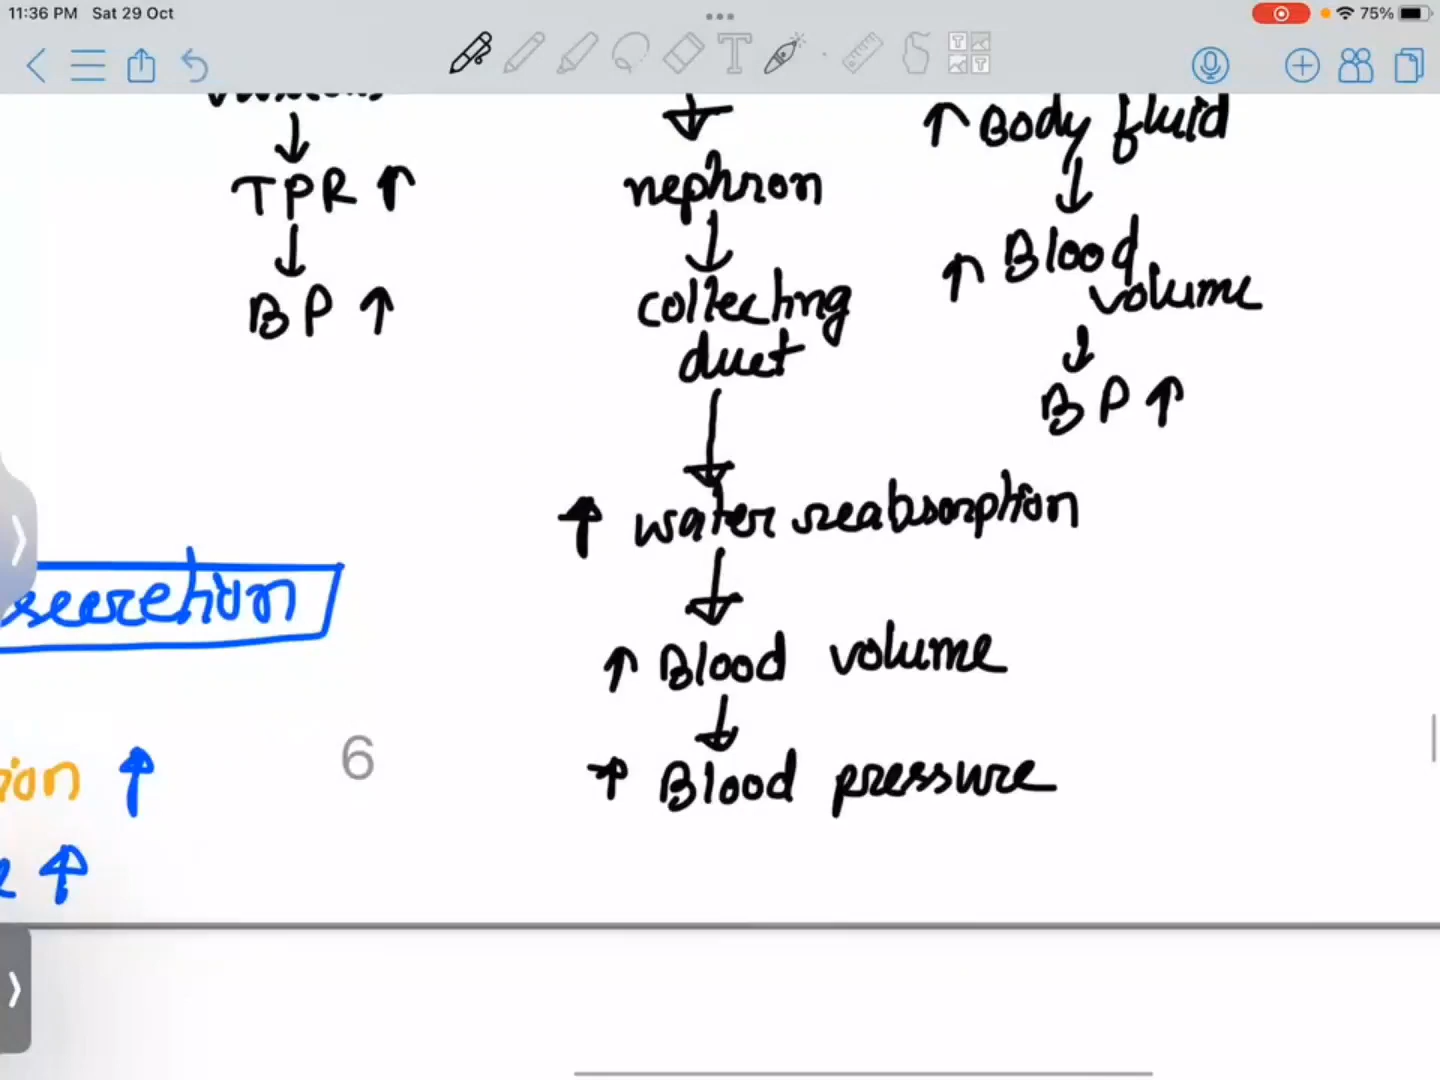 11:36 PM Sat 29 Oct
75%
TPR ↑
BP ↑
nephron
collecting
duct
↑ water reabsorption
↑ Blood volume
↑ Blood pressure
↑ Body fluid
↑ Blood
volume
BP ↑
secretion
↑
↑
6